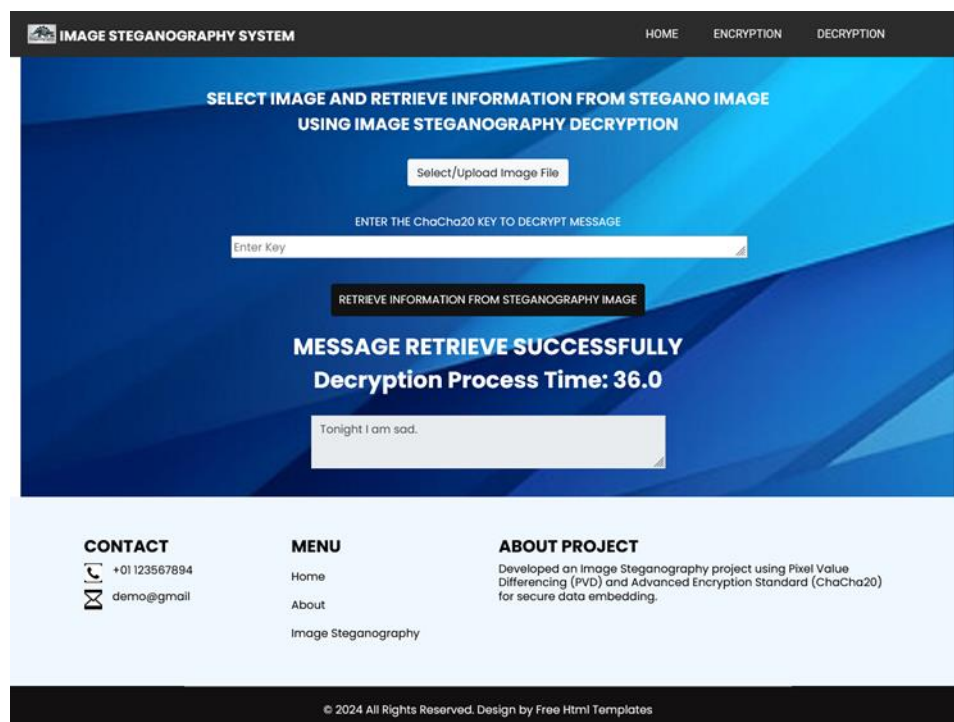 IMAGE STEGANOGRAPHY SYSTEM
HOME
ENCRYPTION
DECRYPTION
SELECT IMAGE AND RETRIEVE INFORMATION FROM STEGANO IMAGE
USING IMAGE STEGANOGRAPHY DECRYPTION
Select/Upload Image File
ENTER THE ChaCha20 KEY TO DECRYPT MESSAGE
Enter Key
RETRIEVE INFORMATION FROM STEGANOGRAPHY IMAGE
MESSAGE RETRIEVE SUCCESSFULLY
Decryption Process Time: 36.0
Tonight I am sad.
CONTACT
+01 123567894
demo@gmail
MENU
Home
About
Image Steganography
ABOUT PROJECT
Developed an Image Steganography project using Pixel Value
Differencing (PVD) and Advanced Encryption Standard (ChaCha20)
for secure data embedding.
© 2024 All Rights Reserved. Design by Free Html Templates